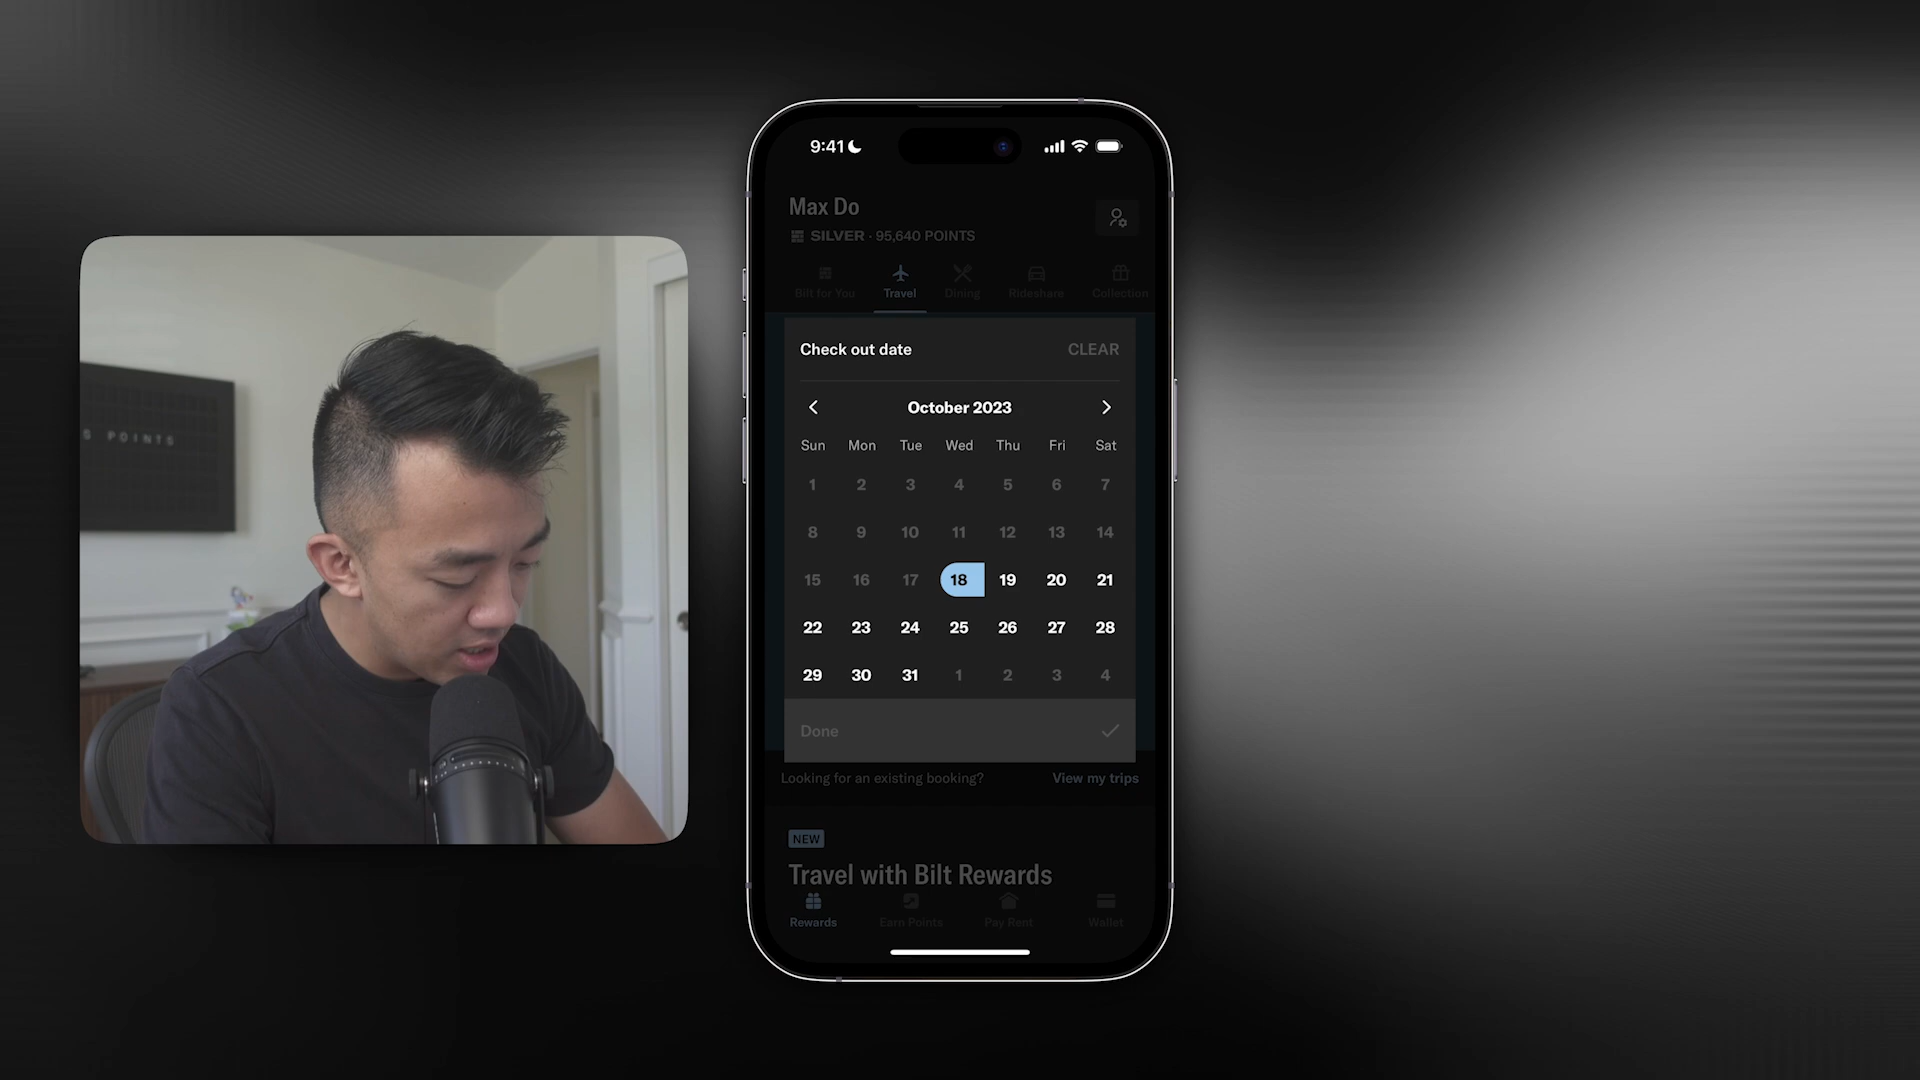 S POINTS
9:41
Max Do
SILVER · 95,640 POINTS
Bilt for You Travel Dining Rideshare Collection
Check out date CLEAR
October 2023
Sun Mon Tue Wed Thu Fri Sat
1 2 3 4 5 6 7
8 9 10 11 12 13 14
15 16 17 18 19 20 21
22 23 24 25 26 27 28
29 30 31 1 2 3 4
Done
Looking for an existing booking? View my trips
NEW
Travel with Bilt Rewards
Rewards Earn Points Pay Rent Wallet